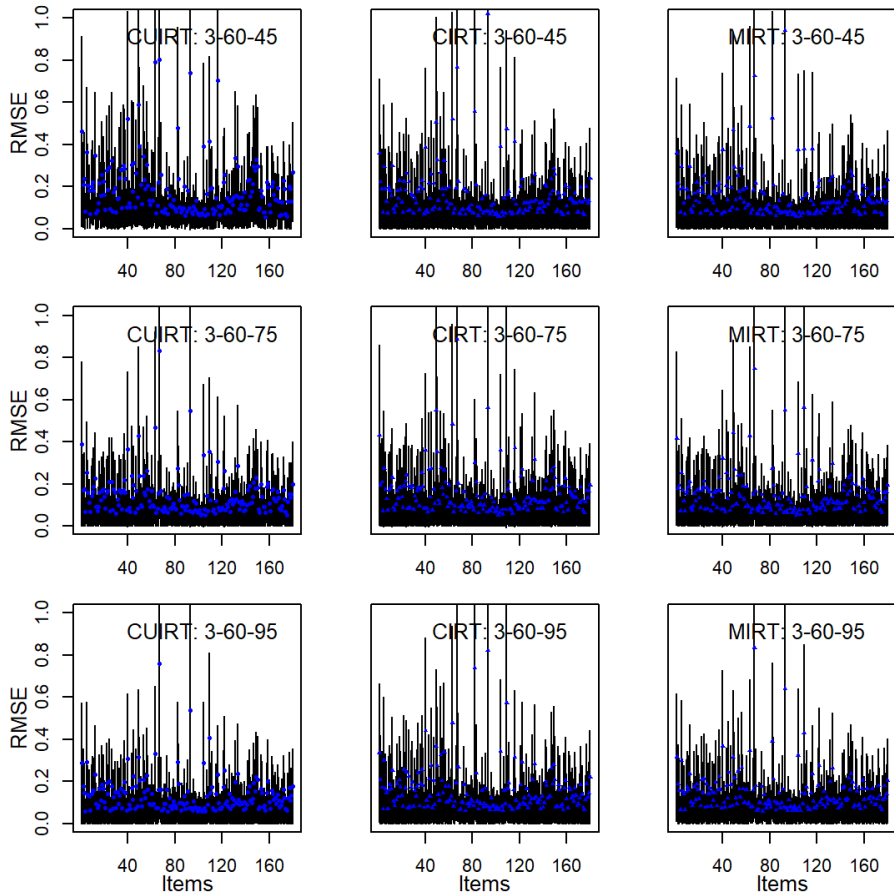 CUIRT: 3-60-45
CIRT: 3-60-45
MIRT: 3-60-45
RMSE
1.0
0.8
0.6
0.4
0.2
0.0
40 80 120 160
40 80 120 160
40 80 120 160
CUIRT: 3-60-75
CIRT: 3-60-75
MIRT: 3-60-75
RMSE
1.0
0.8
0.6
0.4
0.2
0.0
40 80 120 160
40 80 120 160
40 80 120 160
CUIRT: 3-60-95
CIRT: 3-60-95
MIRT: 3-60-95
RMSE
1.0
0.8
0.6
0.4
0.2
0.0
40 80 120 160
40 80 120 160
40 80 120 160
Items
Items
Items